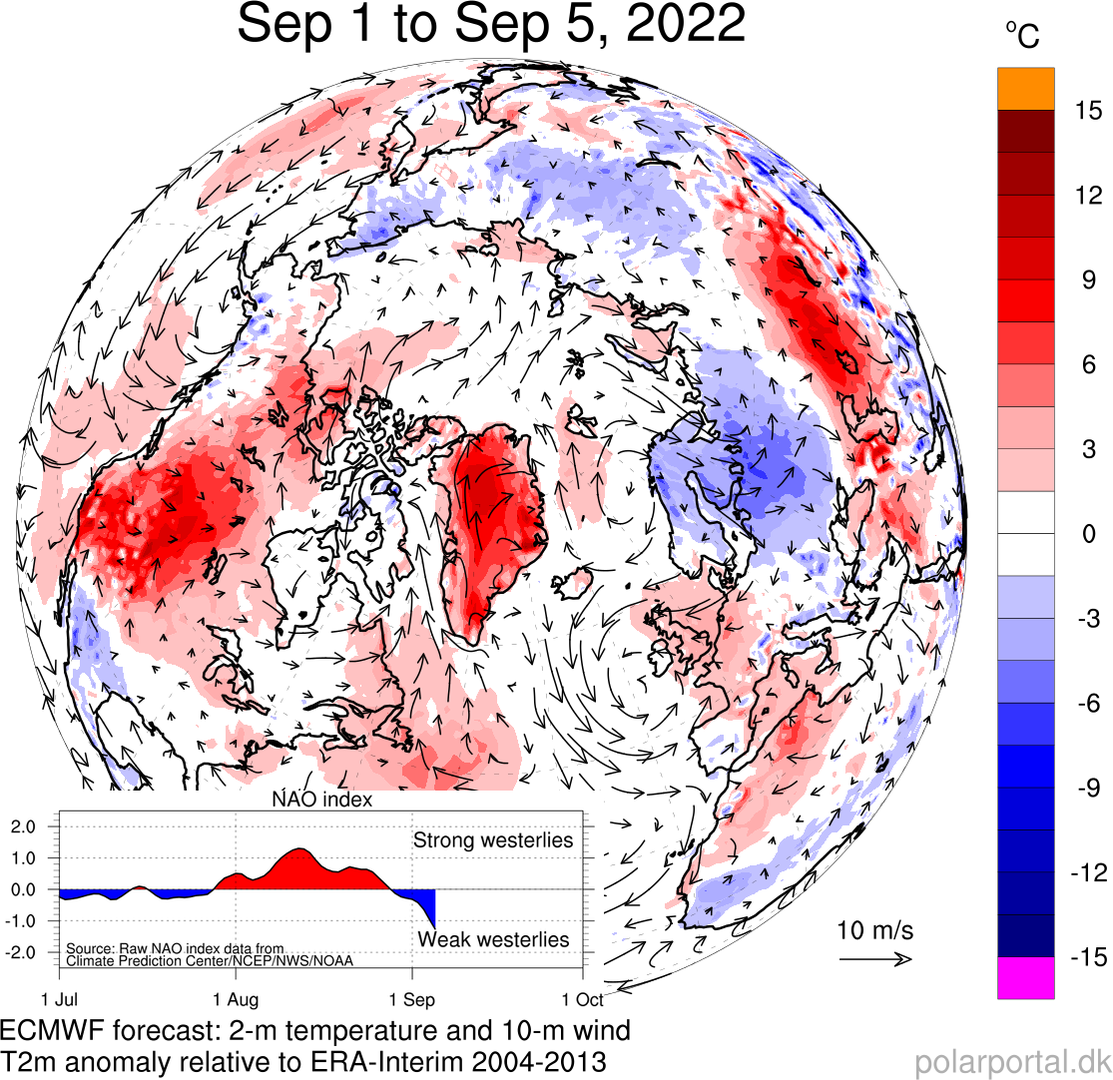 Sep 1 to Sep 5, 2022
°C
15
12
9
6
3
0
-3
-6
-9
-12
-15
NAO index
2.0
1.0
0.0
-1.0
-2.0
Strong westerlies
Weak westerlies
Source: Raw NAO index data from
Climate Prediction Center/NCEP/NWS/NOAA
1 Jul
1 Aug
1 Sep
1 Oct
10 m/s
ECMWF forecast: 2-m temperature and 10-m wind
T2m anomaly relative to ERA-Interim 2004-2013
polarportal.dk